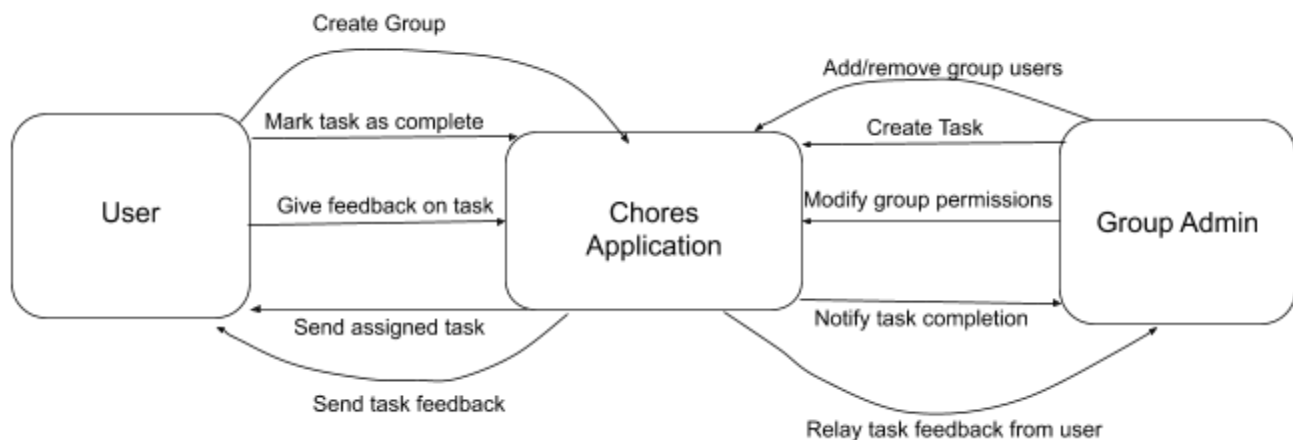 Create Group
Add/remove group users
Mark task as complete
Create Task
User
Give feedback on task
Chores
Application
Modify group permissions
Group Admin
Send assigned task
Notify task completion
Send task feedback
Relay task feedback from user